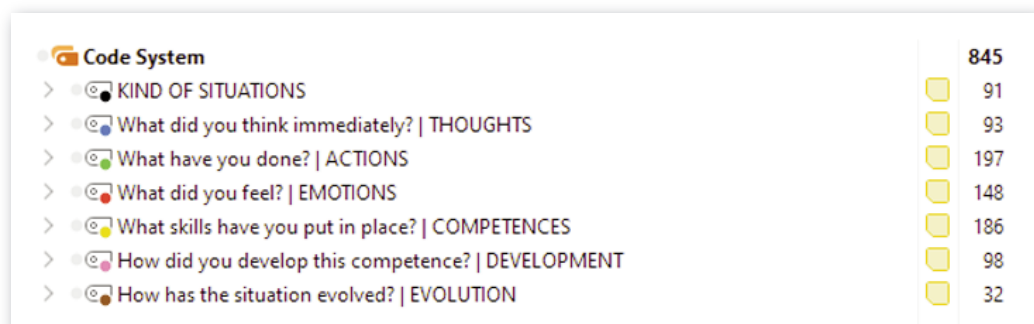 Code System 845
KIND OF SITUATIONS 91
What did you think immediately? | THOUGHTS 93
What have you done? | ACTIONS 197
What did you feel? | EMOTIONS 148
What skills have you put in place? | COMPETENCES 186
How did you develop this competence? | DEVELOPMENT 98
How has the situation evolved? | EVOLUTION 32